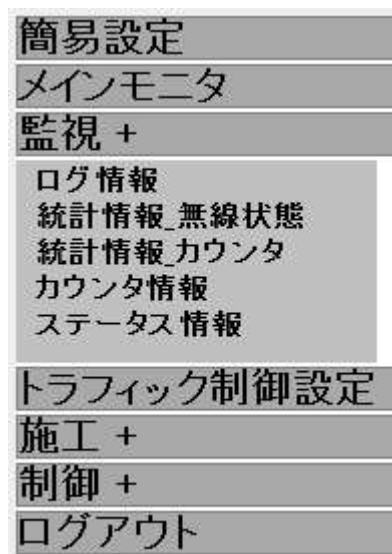 簡易設定
メインモニタ
監視 +
ログ情報
統計情報_無線状態
統計情報_カウンタ
カウンタ情報
ステータス情報
トラフィック制御設定
施工 +
制御 +
ログアウト